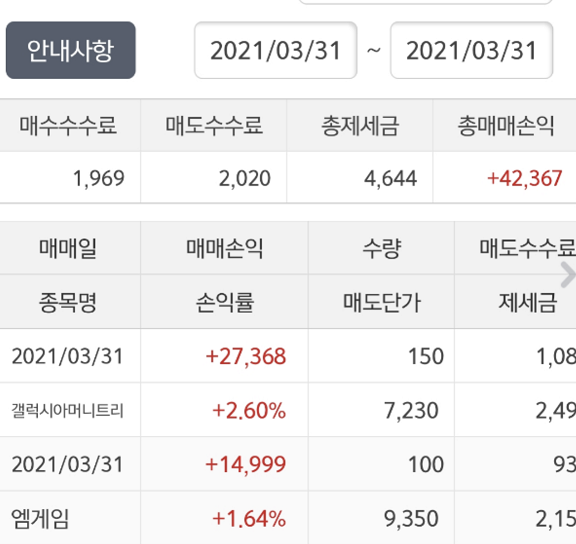 안내사항 2021/03/31 ~ 2021/03/31
매수수수료 매도수수료 총제세금 총매매손익
1,969 2,020 4,644 +42,367
매매일 매매손익 수량 매도수수료
종목명 손익률 매도단가 제세금
2021/03/31 +27,368 150 1,08
갤럭시아머니트리 +2.60% 7,230 2,49
2021/03/31 +14,999 100 93
엠게임 +1.64% 9,350 2,15